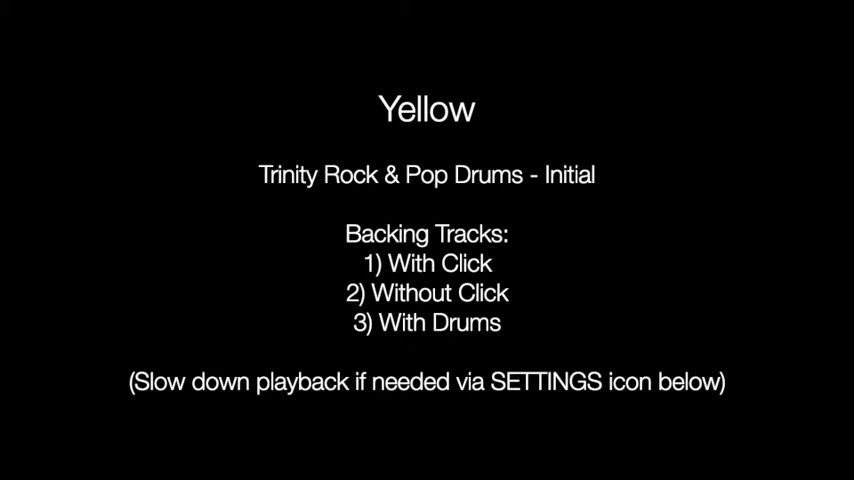 Yellow
Trinity Rock & Pop Drums - Initial
Backing Tracks:
1) With Click
2) Without Click
3) With Drums
(Slow down playback if needed via SETTINGS icon below)